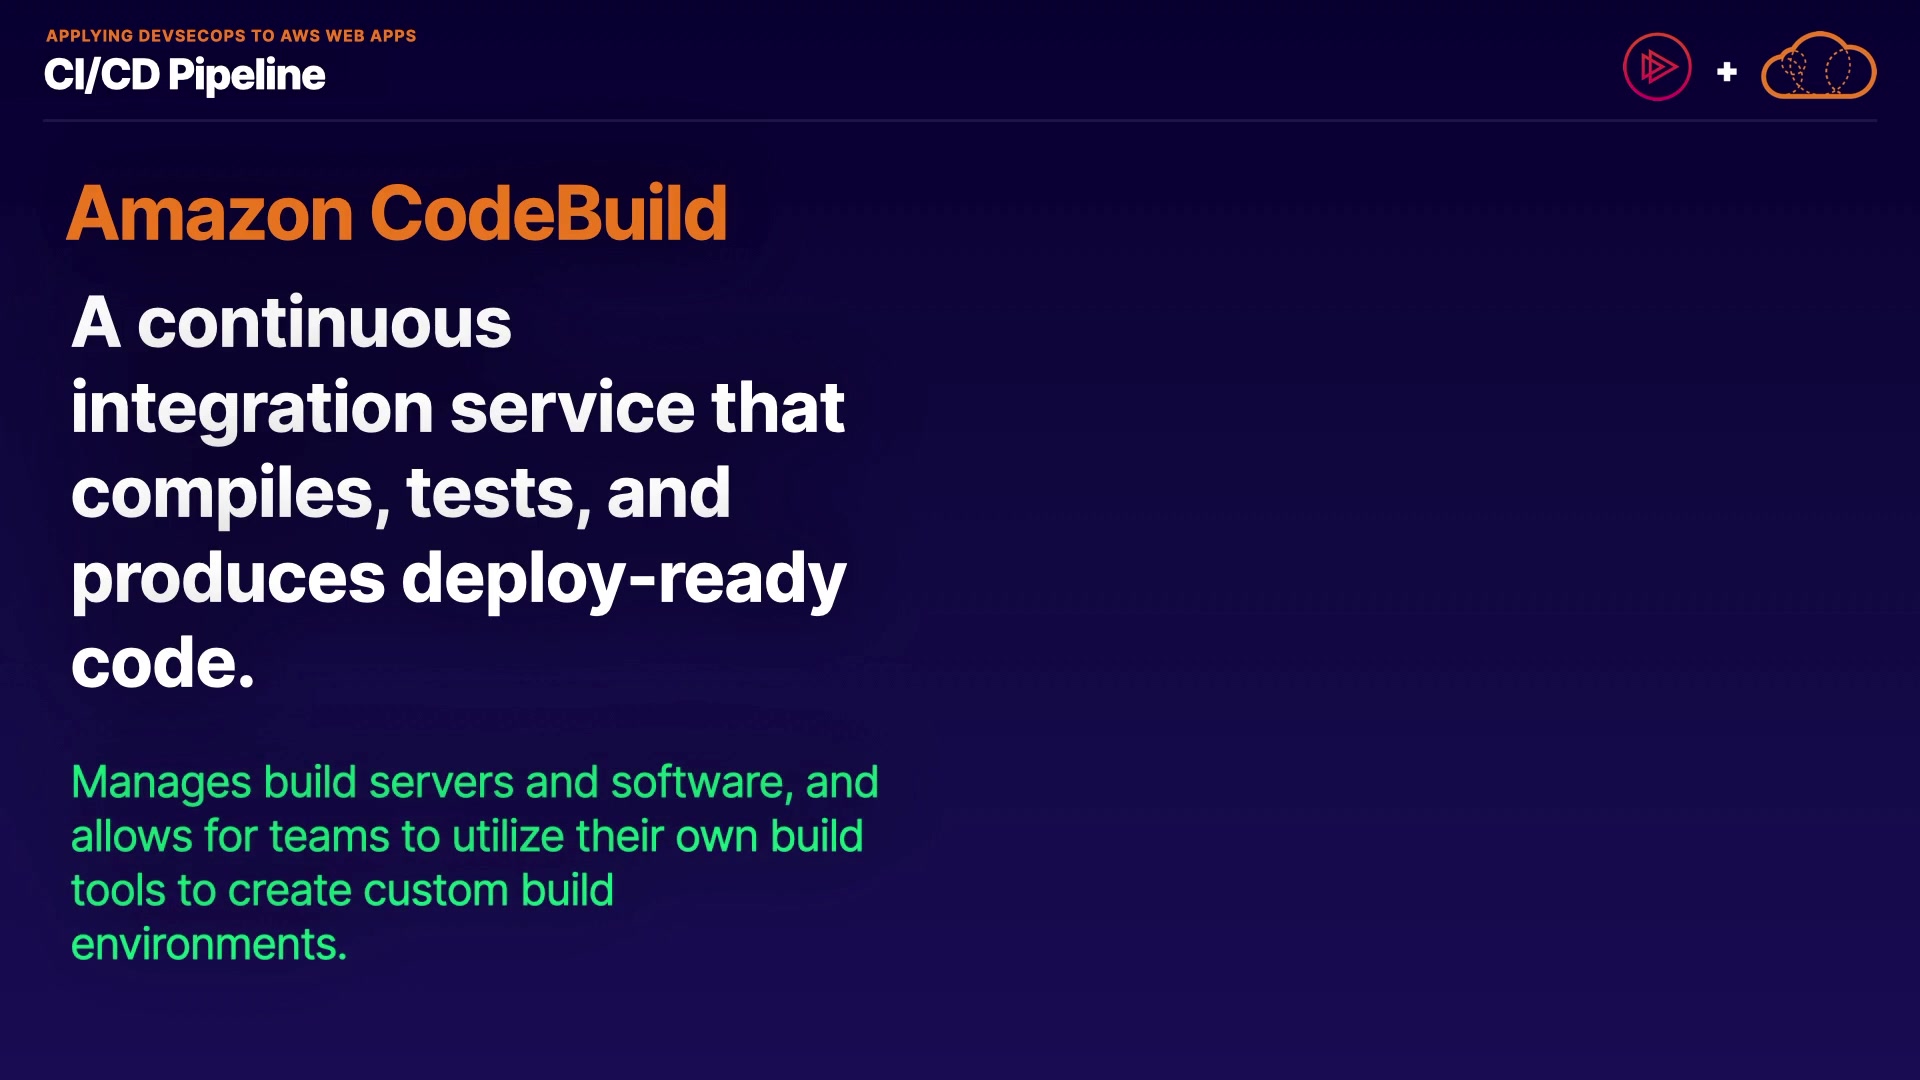 APPLYING DEVSECOPS TO AWS WEB APPS
CI/CD Pipeline
Amazon CodeBuild
A continuous
integration service that
compiles, tests, and
produces deploy-ready
code.
Manages build servers and software, and
allows for teams to utilize their own build
tools to create custom build
environments.